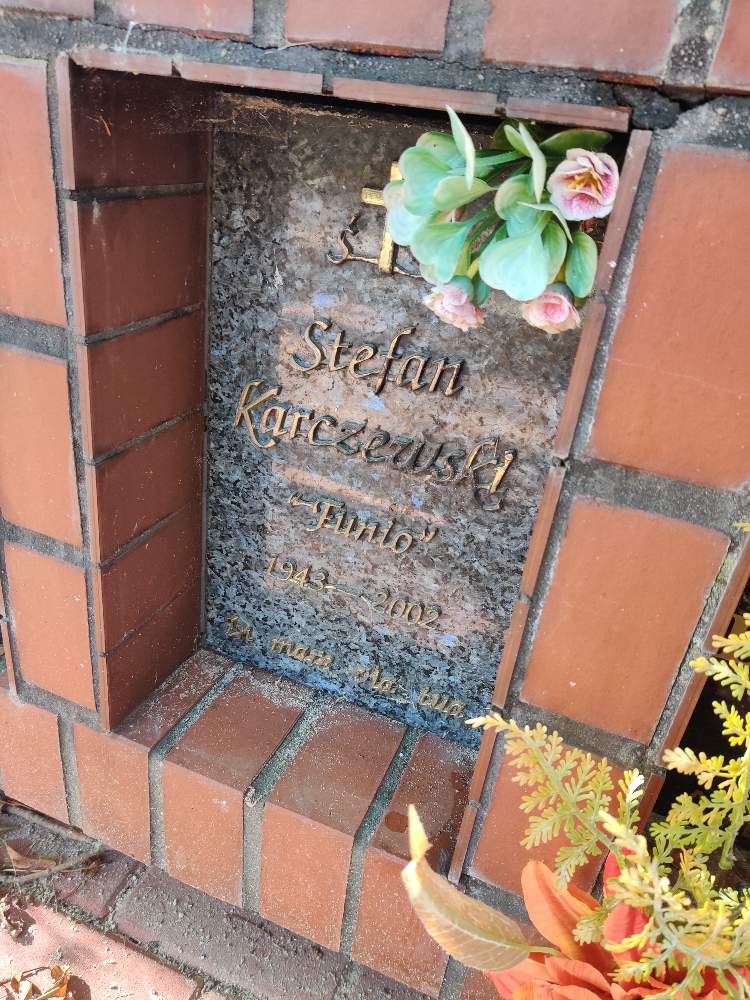 Ś
Stefan
Karczewski
"Funio"
1943 — 2002